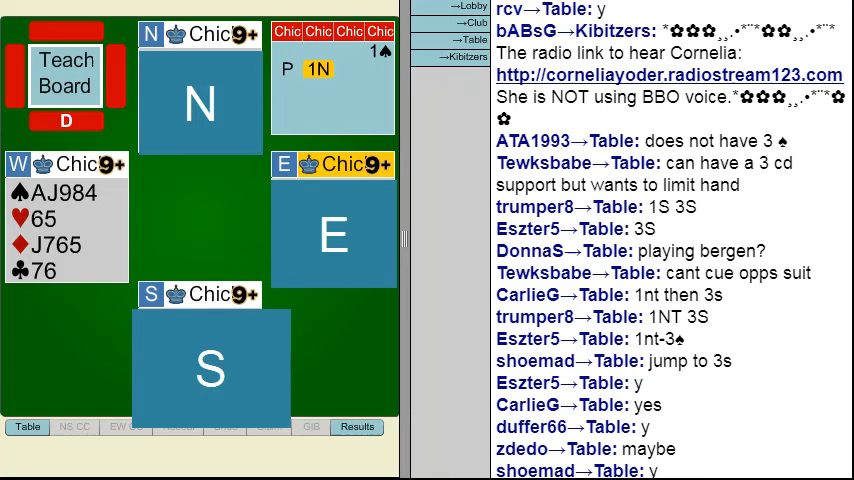 Teach
Board
D
N Chic9+
N
Chic Chic Chic Chic
1♠
P 1N
W Chic9+
♠AJ984
♥65
♦J765
♣76
E Chic9+
E
S Chic9+
S
Table NS CC Results
GIB
→Lobby
→Club
→Table
→Kibitzers
rcv→Table: y
bABsG→Kibitzers: *✿✿✿¸¸.•*¨*✿✿¸¸.•*¨*
The radio link to hear Cornelia:
http://corneliayoder.radiostream123.com
She is NOT using BBO voice.*✿✿✿¸¸.•*¨*✿
✿
ATA1993→Table: does not have 3 ♠
Tewksbabe→Table: can have a 3 cd
support but wants to limit hand
trumper8→Table: 1S 3S
Eszter5→Table: 3S
DonnaS→Table: playing bergen?
Tewksbabe→Table: cant cue opps suit
CarlieG→Table: 1nt then 3s
trumper8→Table: 1NT 3S
Eszter5→Table: 1nt-3♠
shoemad→Table: jump to 3s
Eszter5→Table: y
CarlieG→Table: yes
duffer66→Table: y
zdedo→Table: maybe
shoemad→Table: y